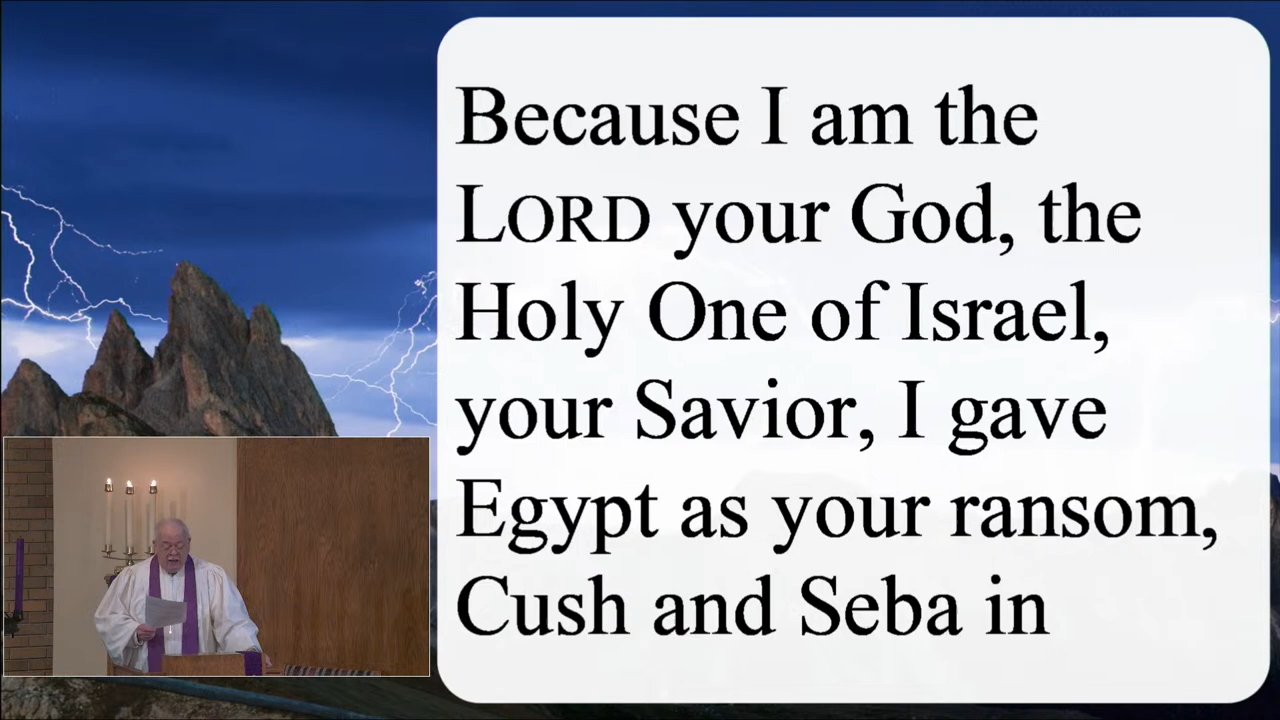 Because I am the
LORD your God, the
Holy One of Israel,
your Savior, I gave
Egypt as your ransom,
Cush and Seba in